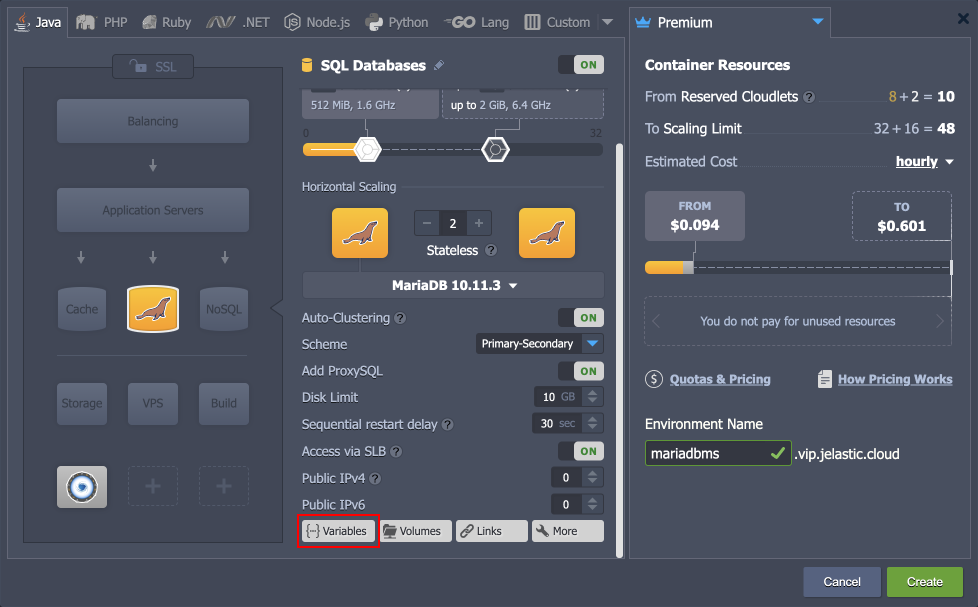 Java
PHP
Ruby
.NET
Node.js
Python
GO Lang
Custom
Premium
SSL
Balancing
Application Servers
Cache
NoSQL
Storage
VPS
Build
SQL Databases
ON
512 MiB, 1.6 GHz
up to 2 GiB, 6.4 GHz
0
32
Horizontal Scaling
2
Stateless ?
MariaDB 10.11.3
Auto-Clustering ? ON
Scheme Primary-Secondary
Add ProxySQL ON
Disk Limit 10 GB
Sequential restart delay ? 30 sec
Access via SLB ? ON
Public IPv4 ? 0
Public IPv6 0
Variables
Volumes
Links
More
Container Resources
From Reserved Cloudlets ? 8 + 2 = 10
To Scaling Limit 32 + 16 = 48
Estimated Cost hourly
FROM
$0.094
TO
$0.601
You do not pay for unused resources
$ Quotas & Pricing
How Pricing Works
Environment Name
mariadbms .vip.jelastic.cloud
Cancel
Create